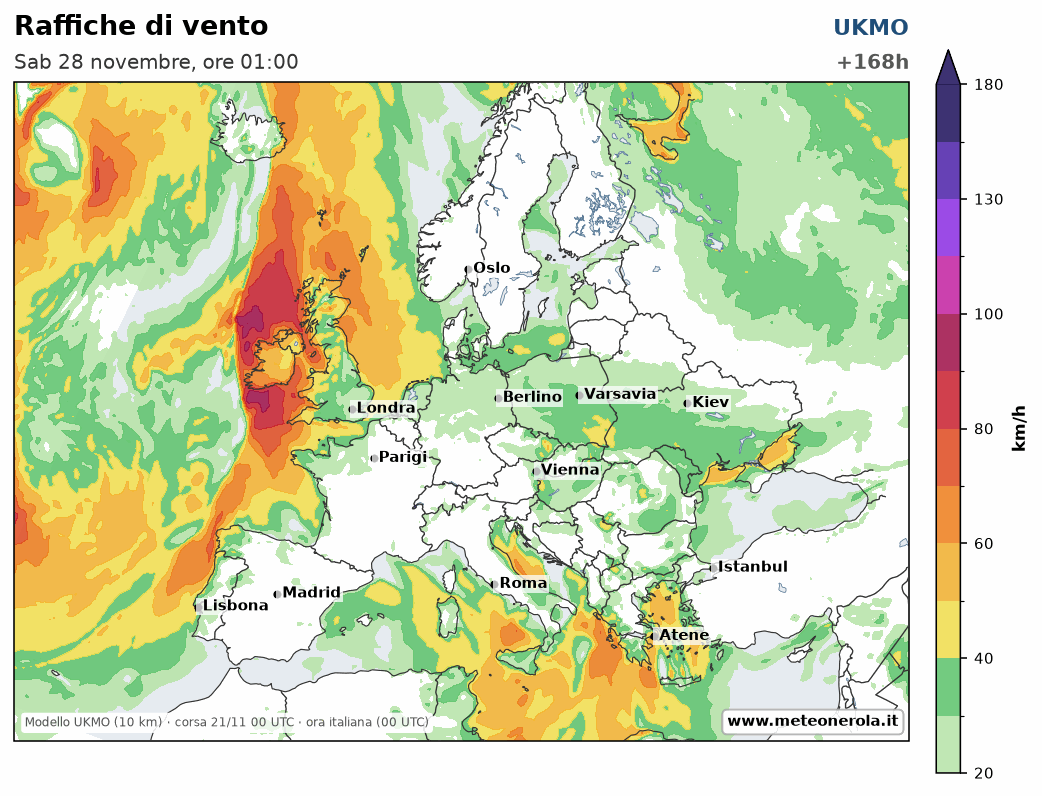 Raffiche di vento
UKMO
Sab 28 novembre, ore 01:00
+168h
Oslo
Londra
Berlino
Varsavia
Kiev
Parigi
Vienna
Istanbul
Roma
Madrid
Lisbona
Atene
Modello UKMO (10 km) · corsa 21/11 00 UTC · ora italiana (00 UTC)
www.meteonerola.it
180
130
100
80
60
40
20
km/h